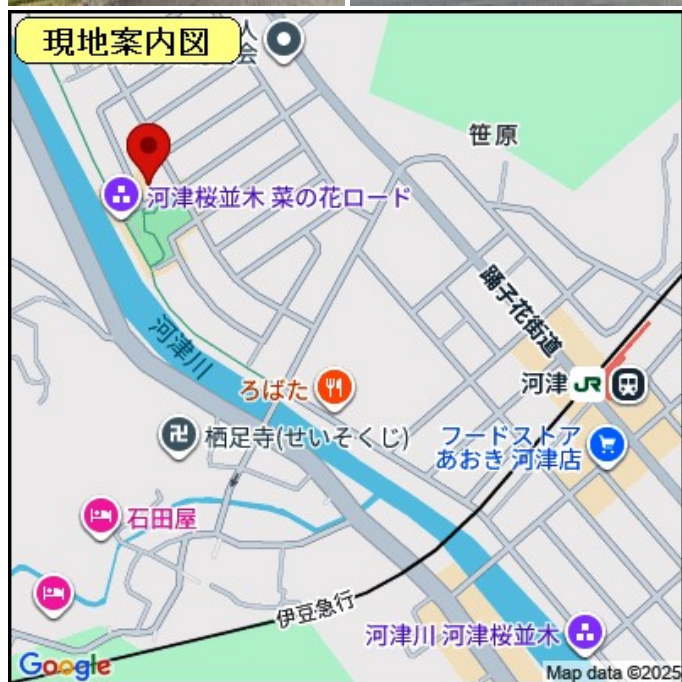 現地案内図
人
会
笹原
河津桜並木 菜の花ロード
踊子花街道
河津川
河津 JR
ろばた
フードストア
あおき 河津店
栖足寺(せいそくじ)
石田屋
伊豆急行
河津川 河津桜並木
Google
Map data ©2025